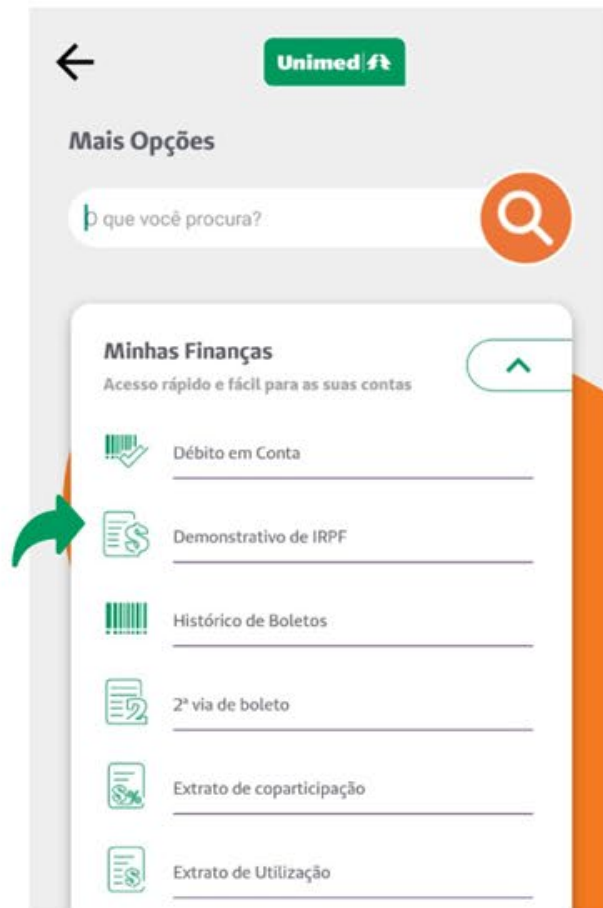 Unimed
Mais Opções
O que você procura?
Minhas Finanças
Acesso rápido e fácil para as suas contas
Débito em Conta
Demonstrativo de IRPF
Histórico de Boletos
2ª via de boleto
Extrato de coparticipação
Extrato de Utilização